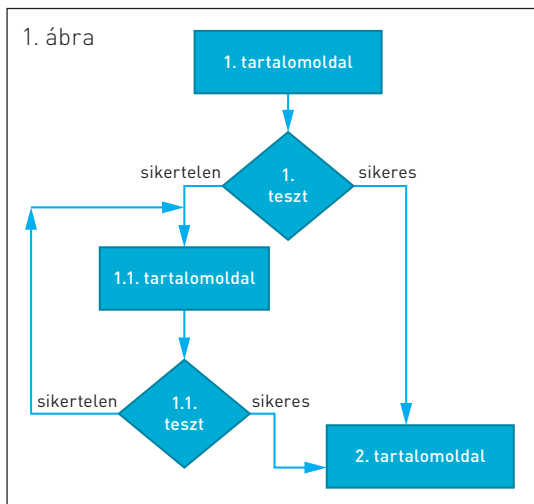 1. ábra
1. tartalomoldal
sikertelen
1.
teszt
sikeres
1.1. tartalomoldal
sikertelen
1.1.
teszt
sikeres
2. tartalomoldal